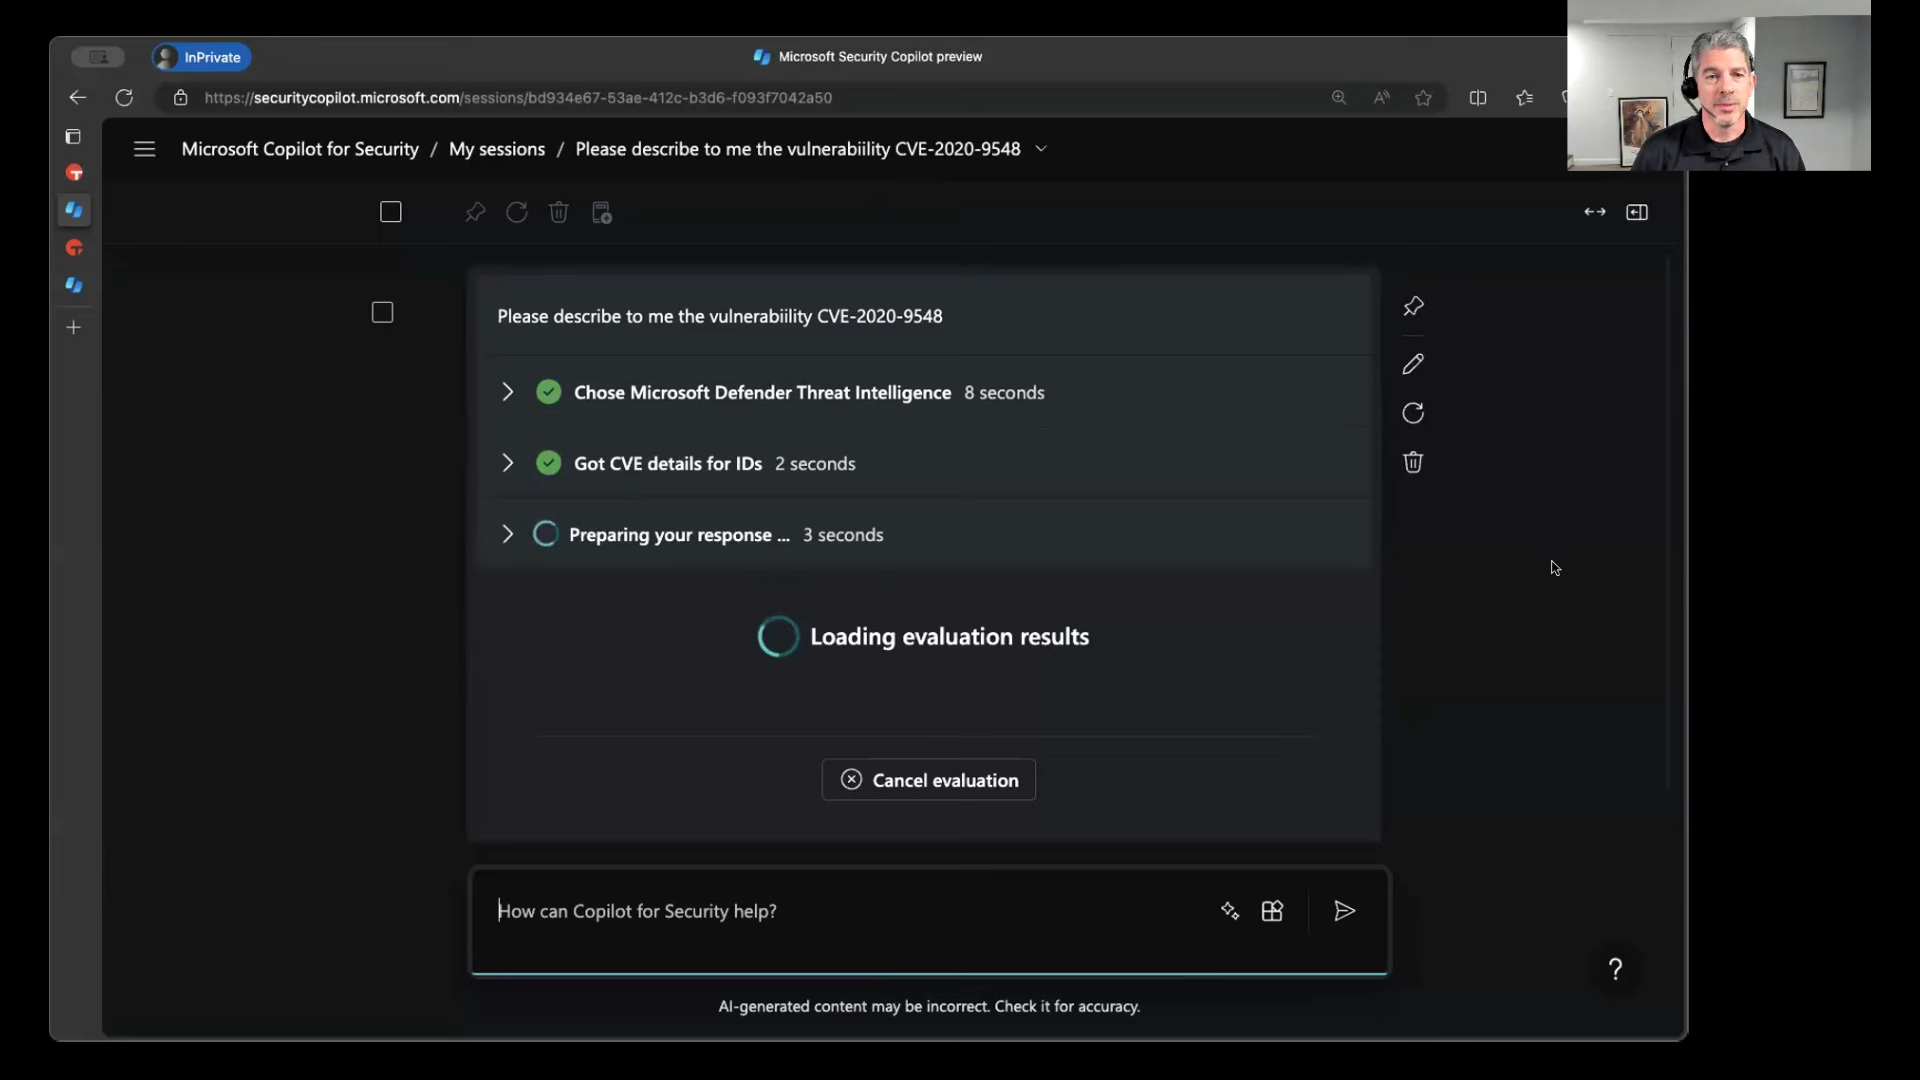 InPrivate
Microsoft Security Copilot preview
https://securitycopilot.microsoft.com/sessions/bd934e67-53ae-412c-b3d6-f093f7042a50
Microsoft Copilot for Security / My sessions / Please describe to me the vulnerabiility CVE-2020-9548
Please describe to me the vulnerabiility CVE-2020-9548
Chose Microsoft Defender Threat Intelligence 8 seconds
Got CVE details for IDs 2 seconds
Preparing your response ... 3 seconds
Loading evaluation results
Cancel evaluation
How can Copilot for Security help?
?
AI-generated content may be incorrect. Check it for accuracy.